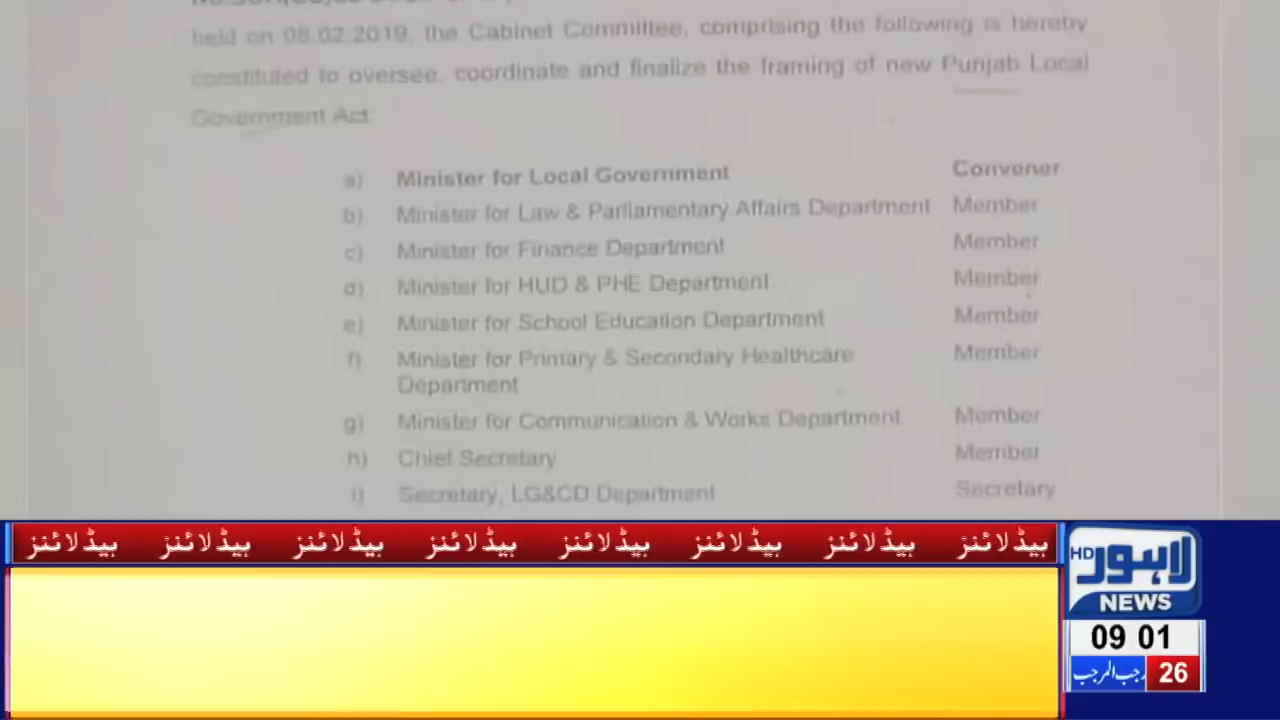 held on 08.02.2019, the Cabinet Committee, comprising the following is hereby
constituted to oversee, coordinate and finalize the framing of new Punjab Local
Government Act
a) Minister for Local Government Convener
b) Minister for Law & Parliamentary Affairs Department Member
c) Minister for Finance Department Member
d) Minister for HUD & PHE Department Member
e) Minister for School Education Department Member
f) Minister for Primary & Secondary Healthcare Member
Department
g) Minister for Communication & Works Department Member
h) Chief Secretary Member
i) Secretary, LG&CD Department Secretary
ہیڈلائنز ہیڈلائنز ہیڈلائنز ہیڈلائنز ہیڈلائنز ہیڈلائنز ہیڈلائنز ہیڈلائنز
HD لاہور
NEWS
09 01
رجب المرجب 26